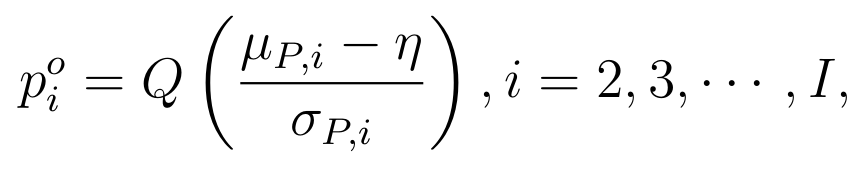 $p_i^o = Q\left(\frac{\mu_{P,i} - \eta}{\sigma_{P,i}}\right), i = 2, 3, \cdots, I,$